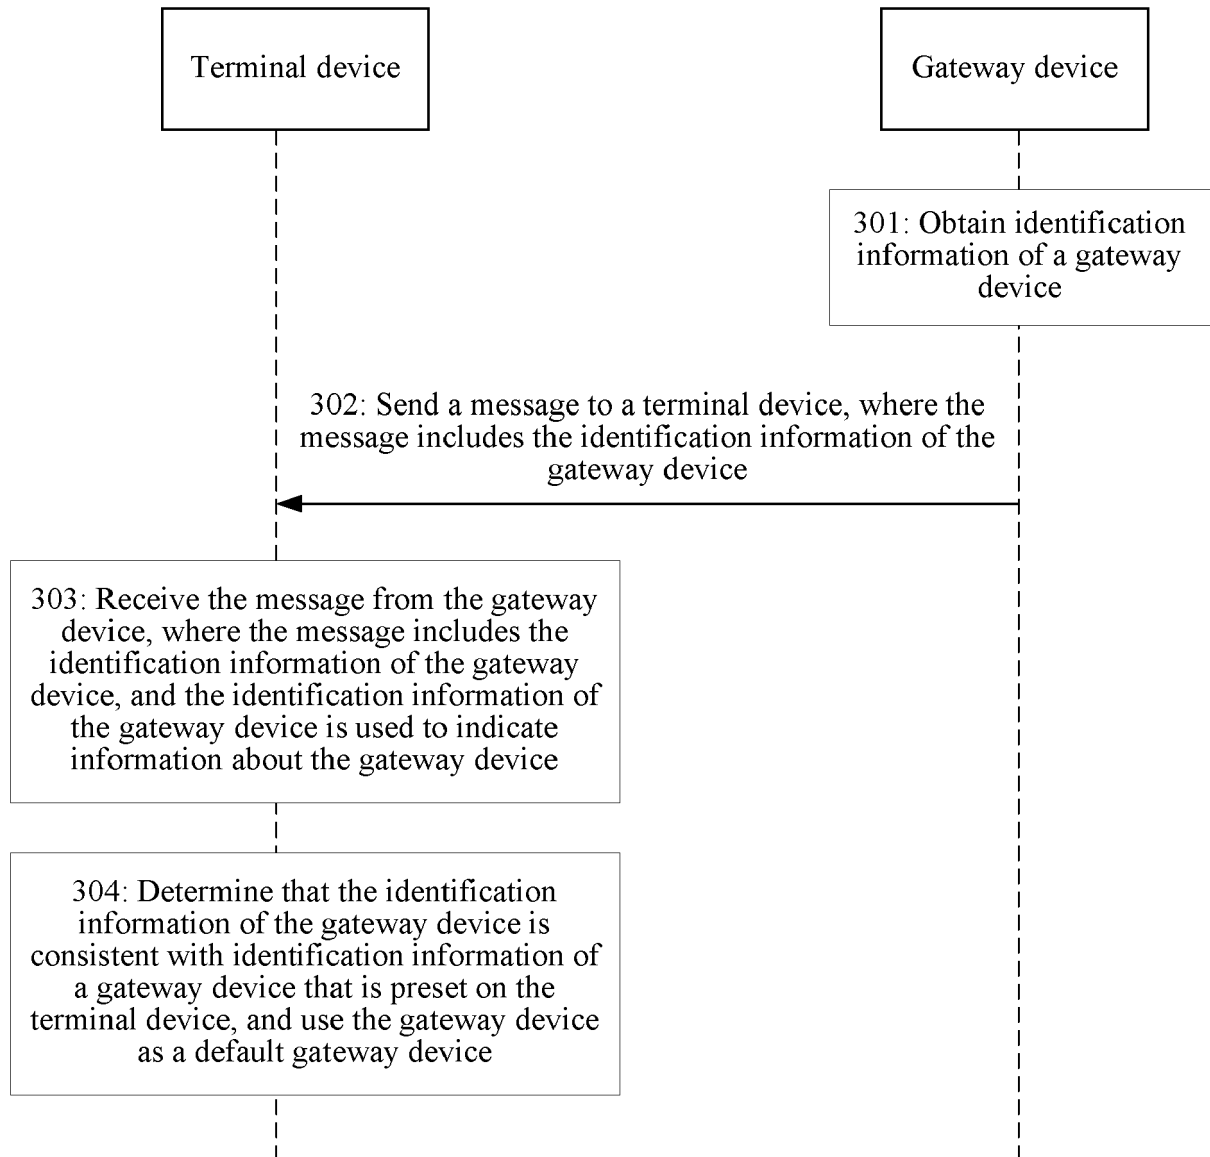 Terminal device
Gateway device
301: Obtain identification
information of a gateway
device
302: Send a message to a terminal device, where the
message includes the identification information of the
gateway device
303: Receive the message from the gateway
device, where the message includes the
identification information of the gateway
device, and the identification information of
the gateway device is used to indicate
information about the gateway device
304: Determine that the identification
information of the gateway device is
consistent with identification information of
a gateway device that is preset on the
terminal device, and use the gateway device
as a default gateway device